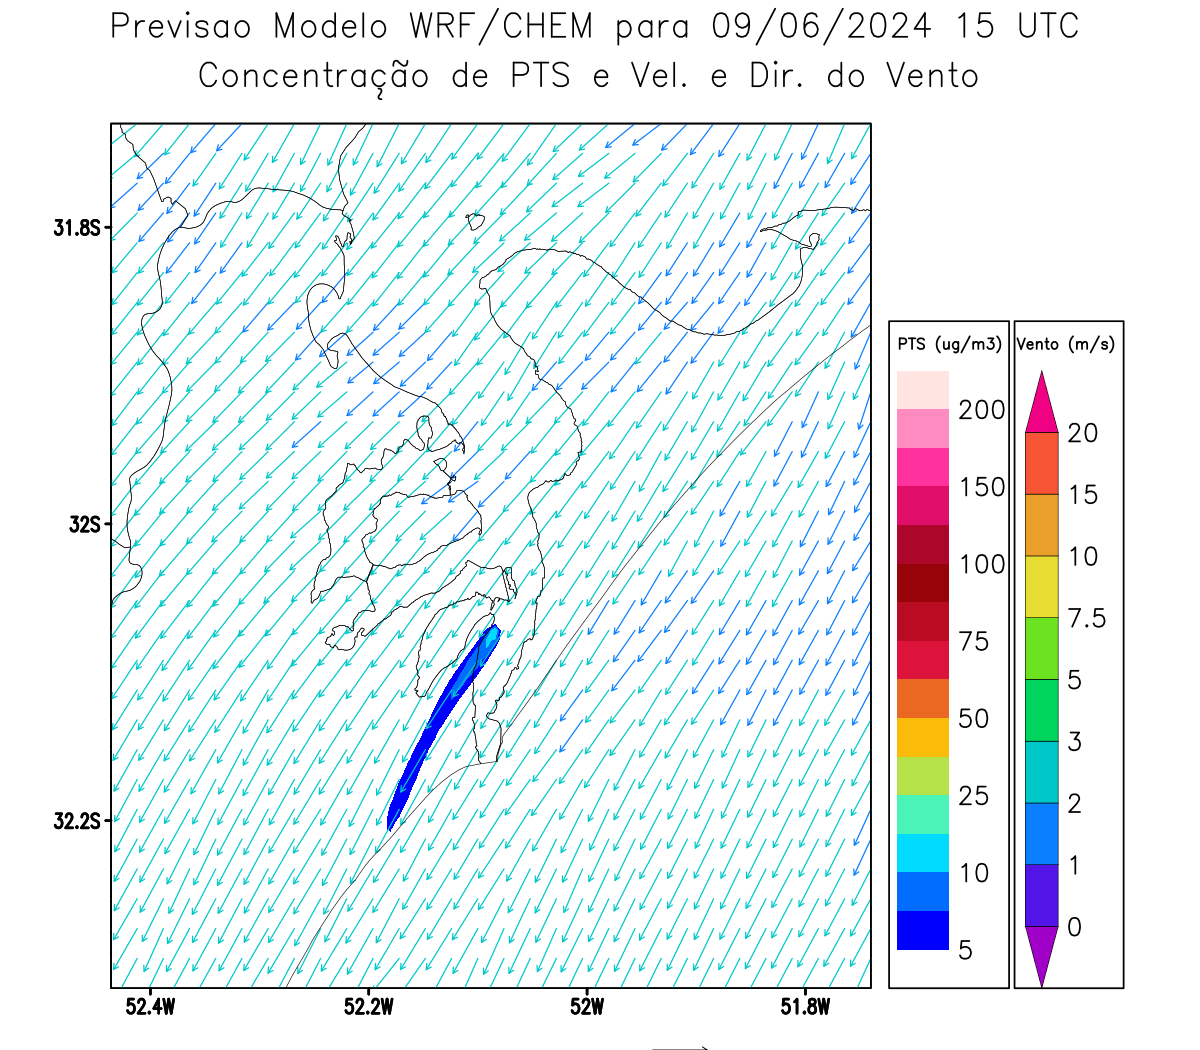 Previsao Modelo WRF/CHEM para 09/06/2024 15 UTC
Concentração de PTS e Vel. e Dir. do Vento
31.8S
32S
32.2S
52.4W
52.2W
52W
51.8W
PTS (ug/m3)
200
150
100
75
50
25
10
5
Vento (m/s)
20
15
10
7.5
5
3
2
1
0